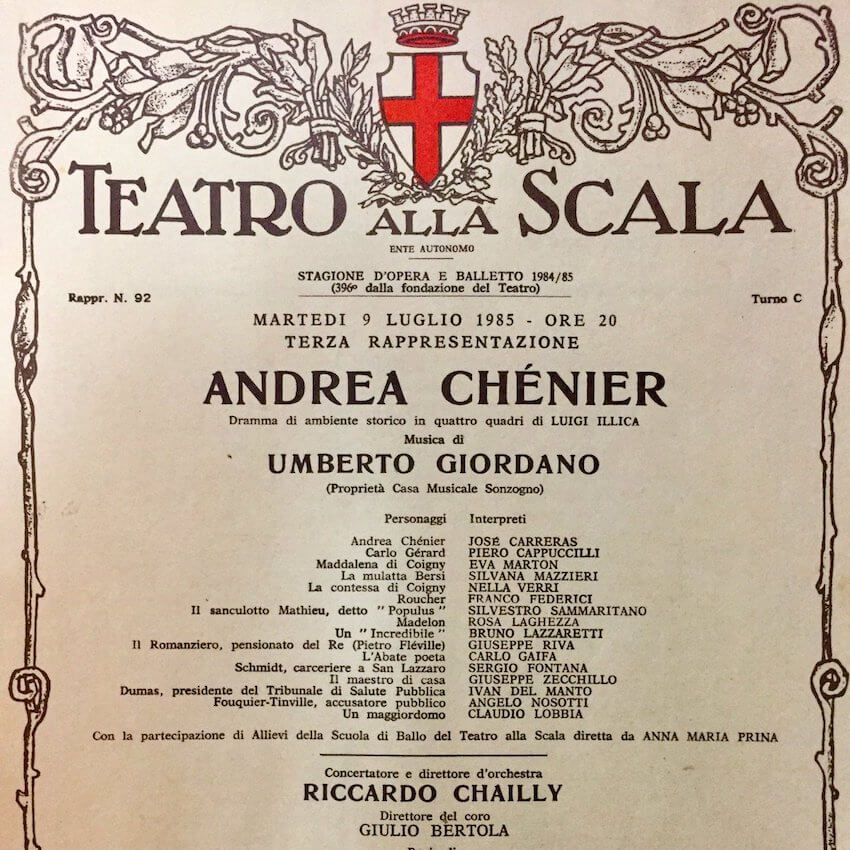 TEATRO ALLA SCALA
ENTE AUTONOMO
STAGIONE D'OPERA E BALLETTO 1984/85
(396º dalla fondazione del Teatro)
Rappr. N. 92
Turno C
MARTEDI 9 LUGLIO 1985 - ORE 20
TERZA RAPPRESENTAZIONE
ANDREA CHÉNIER
Dramma di ambiente storico in quattro quadri di LUIGI ILLICA
Musica di
UMBERTO GIORDANO
(Proprietà Casa Musicale Sonzogno)
Personaggi Interpreti
Andrea Chénier JOSÉ CARRERAS
Carlo Gérard PIERO CAPPUCCILLI
Maddalena di Coigny EVA MARTON
La mulatta Bersi SILVANA MAZZIERI
La contessa di Coigny NELLA VERRI
Roucher FRANCO FEDERICI
Il sanculotto Mathieu, detto "Populus" SILVESTRO SAMMARITANO
Madelon ROSA LAGHEZZA
Un "Incredibile" BRUNO LAZZARETTI
Il Romanziero, pensionato del Re (Pietro Fléville) GIUSEPPE RIVA
L'Abate poeta CARLO GAIFA
Schmidt, carceriere a San Lazzaro SERGIO FONTANA
Il maestro di casa GIUSEPPE ZECCHILLO
Dumas, presidente del Tribunale di Salute Pubblica IVAN DEL MANTO
Fouquier-Tinville, accusatore pubblico ANGELO NOSOTTI
Un maggiordomo CLAUDIO LOBBIA
Con la partecipazione di Allievi della Scuola di Ballo del Teatro alla Scala diretta da ANNA MARIA PRINA
Concertatore e direttore d'orchestra
RICCARDO CHAILLY
Direttore del coro
GIULIO BERTOLA